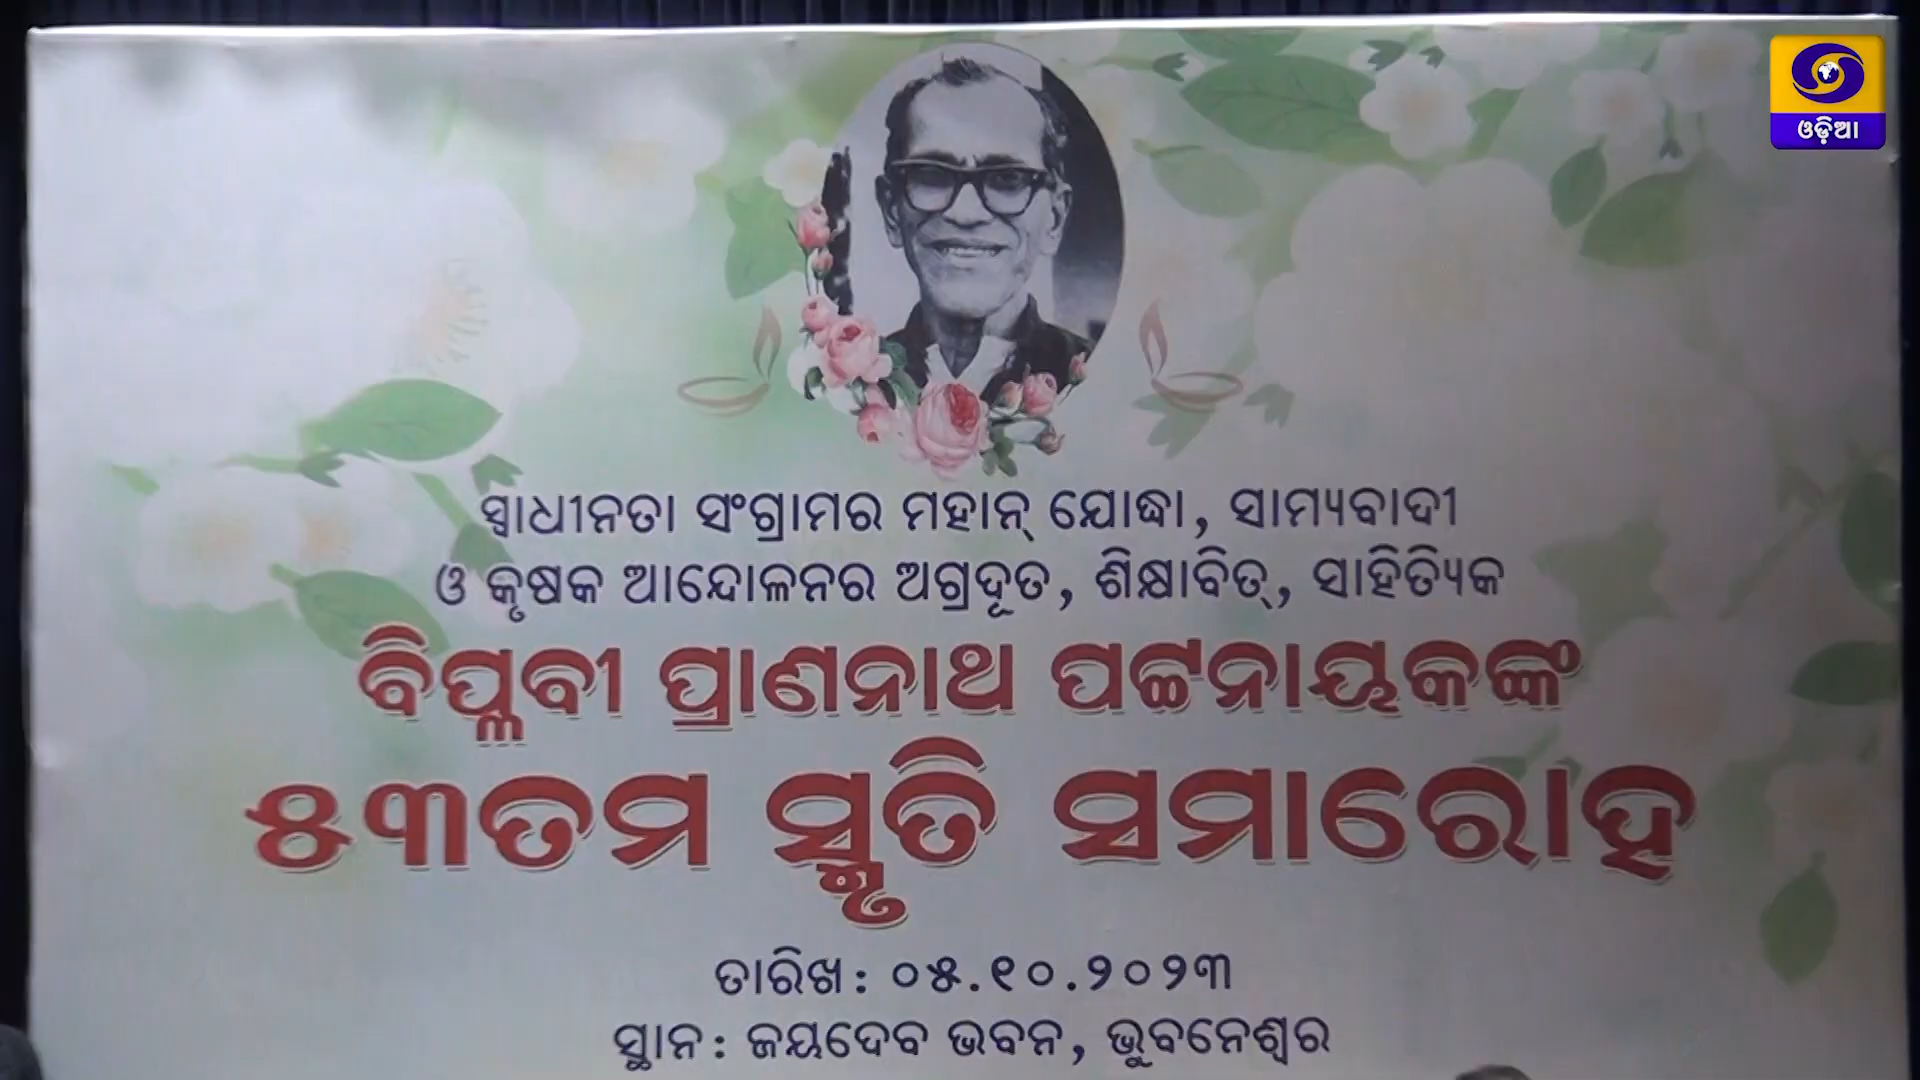 ଓଡ଼ିଆ
ସ୍ୱାଧୀନତା ସଂଗ୍ରାମର ମହାନ୍ ଯୋଦ୍ଧା, ସାମ୍ୟବାଦୀ
ଓ କୃଷକ ଆନ୍ଦୋଳନର ଅଗ୍ରଦୂତ, ଶିକ୍ଷାବିତ୍, ସାହିତ୍ୟିକ
ବିପ୍ଳବୀ ପ୍ରାଣନାଥ ପଟ୍ଟନାୟକଙ୍କ
୫୩ତମ ସ୍ମୃତି ସମାରୋହ
ତାରିଖ: ୦୫.୧୦.୨୦୨୩
ସ୍ଥାନ: ଜୟଦେବ ଭବନ, ଭୁବନେଶ୍ୱର